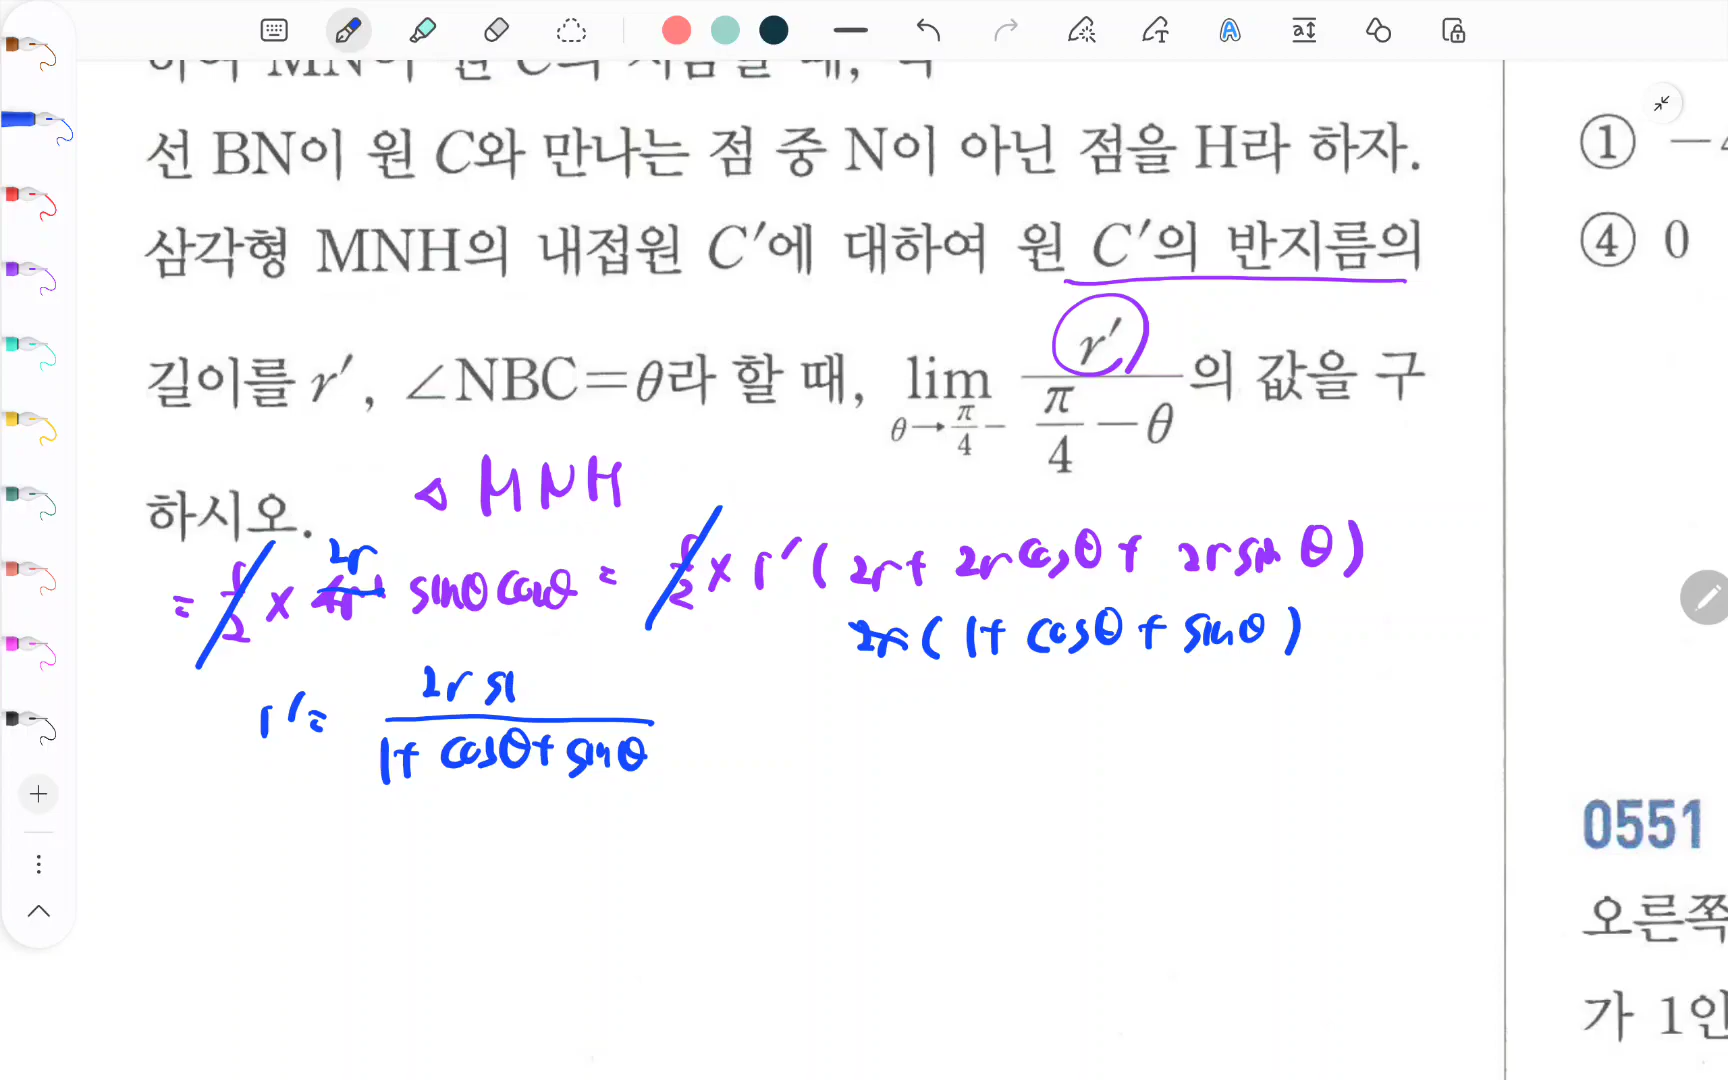 선 BN이 원 C와 만나는 점 중 N이 아닌 점을 H라 하자.
삼각형 MNH의 내접원 C′에 대하여 원 C′의 반지름의
길이를 r′, ∠NBC=θ라 할 때, lim θ→π/4− r′/(π/4−θ)의 값을 구
하시오.
△ MNH
= 1/2 × 2r sinθ cosθ = 1/2 × r′(2r+ 2r cosθ + 2r sin θ)
2r( 1+ cosθ + sinθ )
r′= 2r si / 1+ cosθ+ sinθ
①
④ 0
0551
오른쪽
가 1인